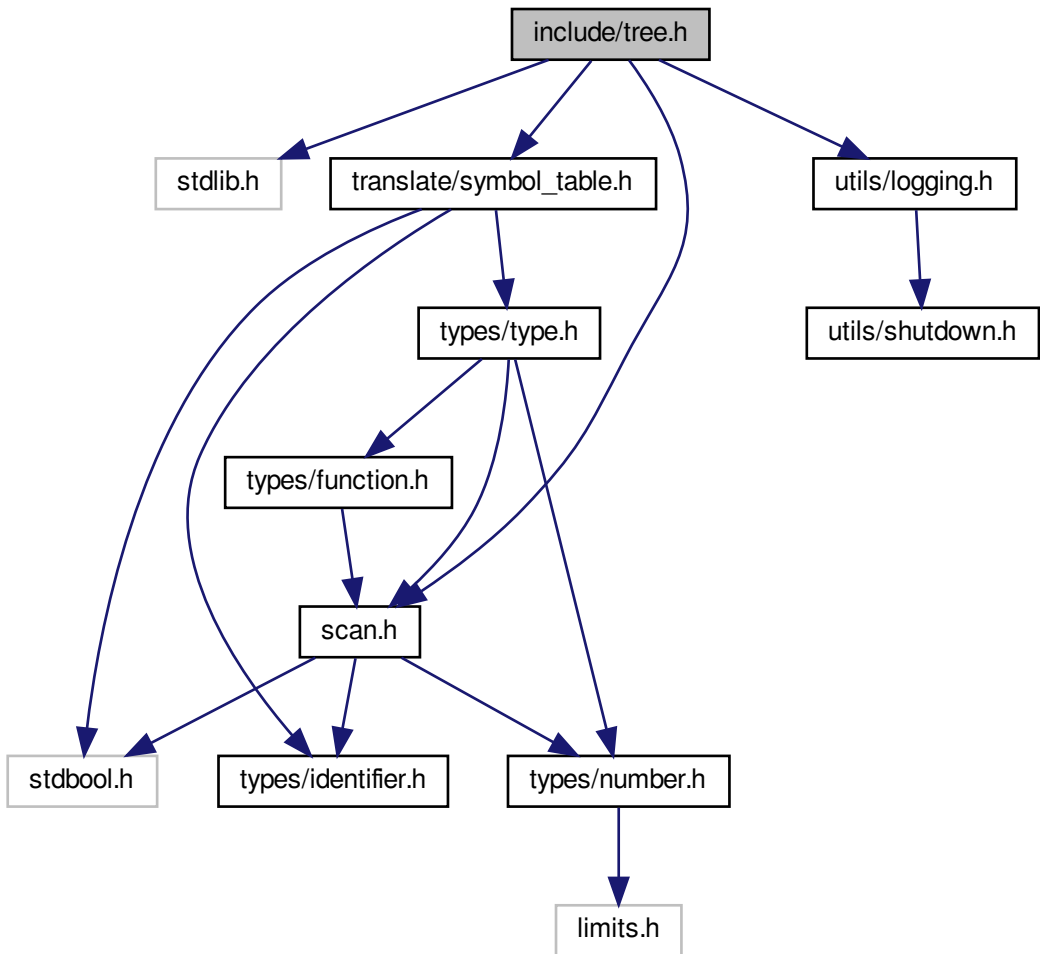 include/tree.h
stdlib.h
translate/symbol_table.h
utils/logging.h
types/type.h
utils/shutdown.h
types/function.h
scan.h
stdbool.h
types/identifier.h
types/number.h
limits.h